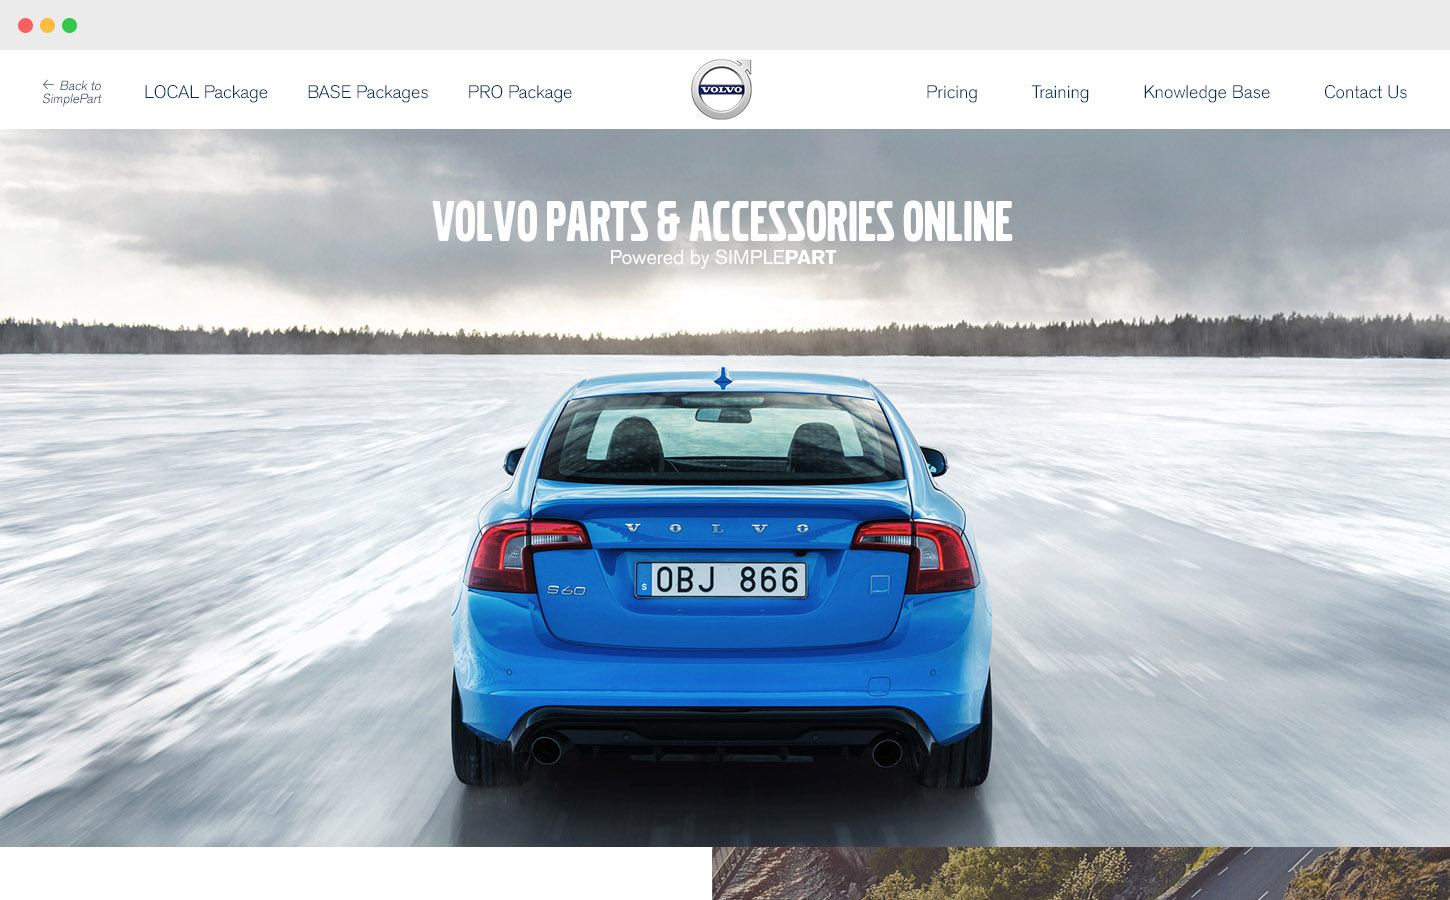 ← Back to
SimplePart
LOCAL Package
BASE Packages
PRO Package
VOLVO
Pricing
Training
Knowledge Base
Contact Us
VOLVO PARTS & ACCESSORIES ONLINE
Powered by SIMPLEPART
VOLVO
S OBJ 866
S60